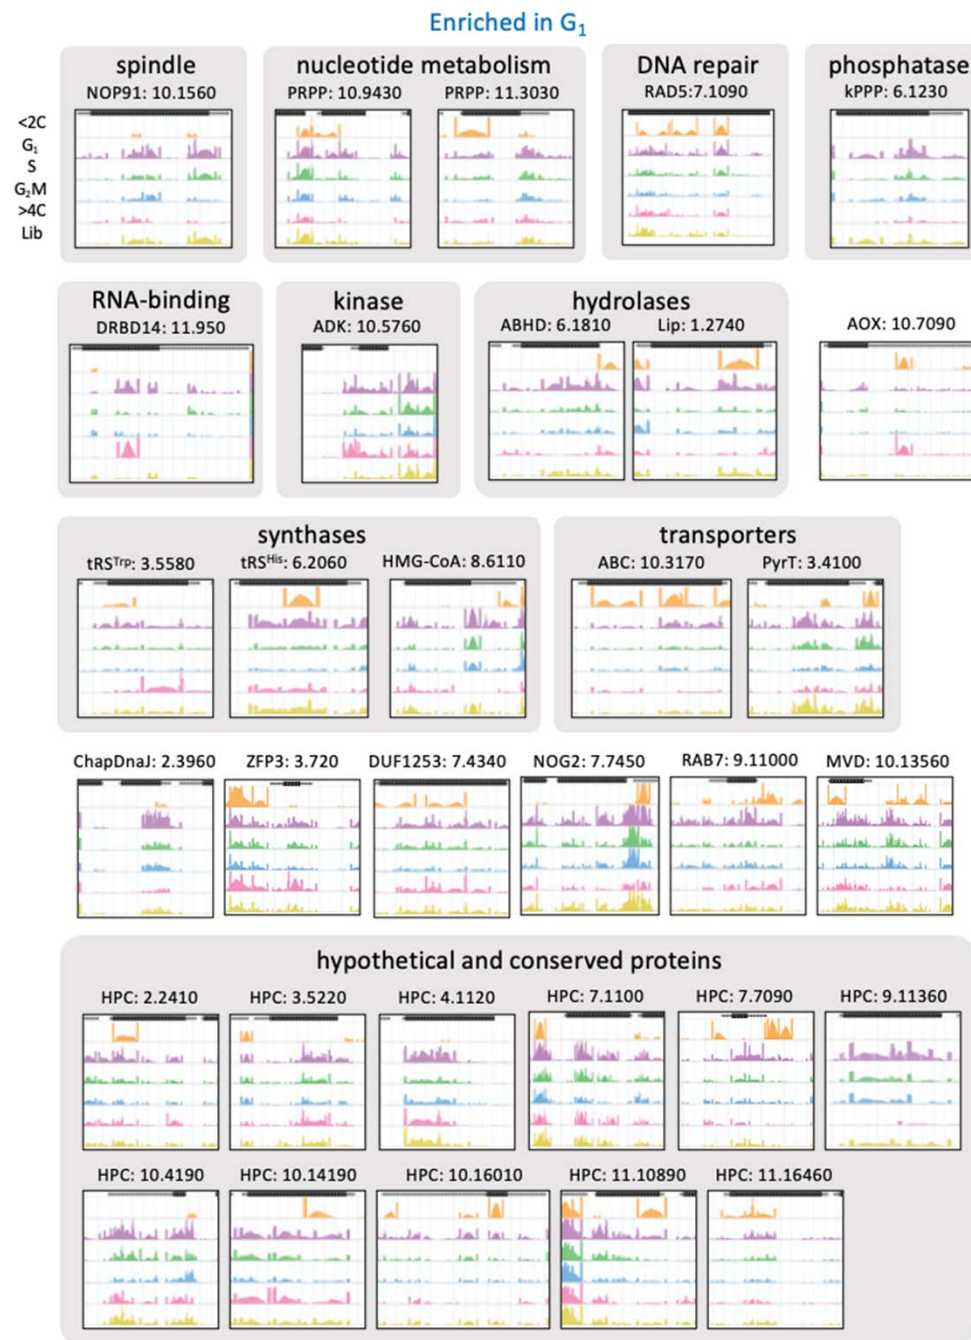 Enriched in G₁
spindle
nucleotide metabolism
DNA repair
phosphatase
NOP91: 10.1560
PRPP: 10.9430
PRPP: 11.3030
RAD5:7.1090
kPPP: 6.1230
<2C
G₁
S
G₂M
>4C
Lib
RNA-binding
kinase
hydrolases
DRBD14: 11.950
ADK: 10.5760
ABHD: 6.1810
Lip: 1.2740
AOX: 10.7090
synthases
transporters
tRSᵀʳᵖ: 3.5580
tRSᴴⁱˢ: 6.2060
HMG-CoA: 8.6110
ABC: 10.3170
PyrT: 3.4100
ChapDnaJ: 2.3960
ZFP3: 3.720
DUF1253: 7.4340
NOG2: 7.7450
RAB7: 9.11000
MVD: 10.13560
hypothetical and conserved proteins
HPC: 2.2410
HPC: 3.5220
HPC: 4.1120
HPC: 7.1100
HPC: 7.7090
HPC: 9.11360
HPC: 10.4190
HPC: 10.14190
HPC: 10.16010
HPC: 11.10890
HPC: 11.16460